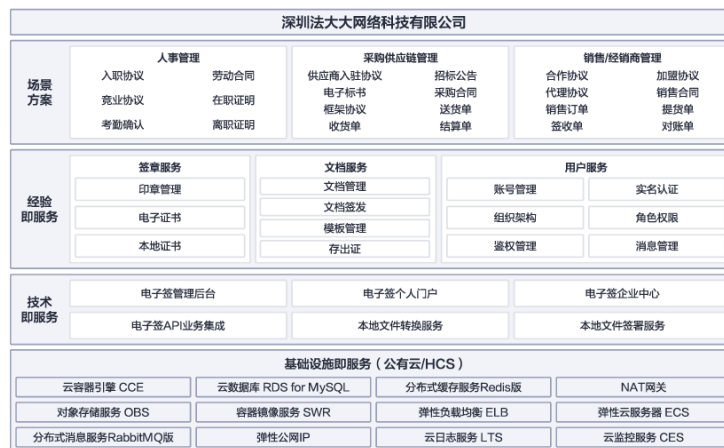 深圳法大大网络科技有限公司
场景
方案
人事管理
入职协议 劳动合同
竞业协议 在职证明
考勤确认 离职证明
采购供应链管理
供应商入驻协议 招标公告
电子标书 采购合同
框架协议 送货单
收货单 结算单
销售/经销商管理
合作协议 加盟协议
代理协议 销售合同
销售订单 提货单
签收单 对账单
经验
即服务
签章服务
印章管理
电子证书
本地证书
文档服务
文档管理
文档签发
模板管理
存出证
用户服务
账号管理 实名认证
组织架构 角色权限
鉴权管理 消息管理
技术
即服务
电子签管理后台 电子签个人门户 电子签企业中心
电子签API业务集成 本地文件转换服务 本地文件签署服务
基础设施即服务（公有云/HCS）
云容器引擎 CCE 云数据库 RDS for MySQL 分布式缓存服务Redis版 NAT网关
对象存储服务 OBS 容器镜像服务 SWR 弹性负载均衡 ELB 弹性云服务器 ECS
分布式消息服务RabbitMQ版 弹性公网IP 云日志服务 LTS 云监控服务 CES